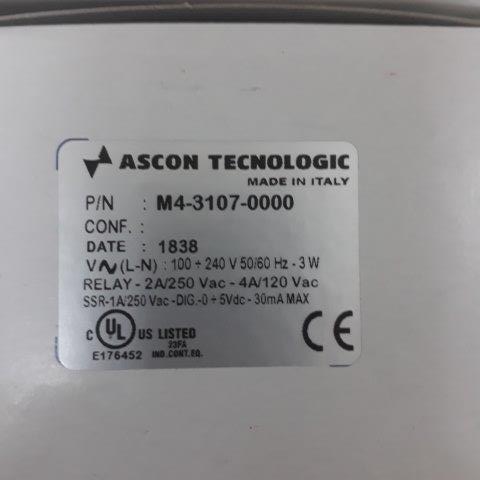 ASCON TECNOLOGIC
MADE IN ITALY
P/N : M4-3107-0000
CONF. :
DATE : 1838
V∿(L-N) : 100 ÷ 240 V 50/60 Hz - 3 W
RELAY - 2A/250 Vac - 4A/120 Vac
SSR-1A/250 Vac -DIG.-0 ÷ 5Vdc - 30mA MAX
c UL US LISTED
23FA
E176452 IND.CONT.EQ.
CE